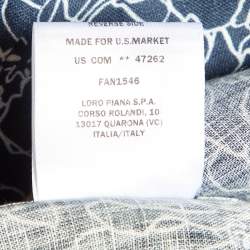 REVERSE SIDE
MADE FOR U.S.MARKET
US COM ** 47262
FAN1546
LORO PIANA S.P.A.
CORSO ROLANDI, 10
13017 QUARONA (VC)
ITALIA/ITALY